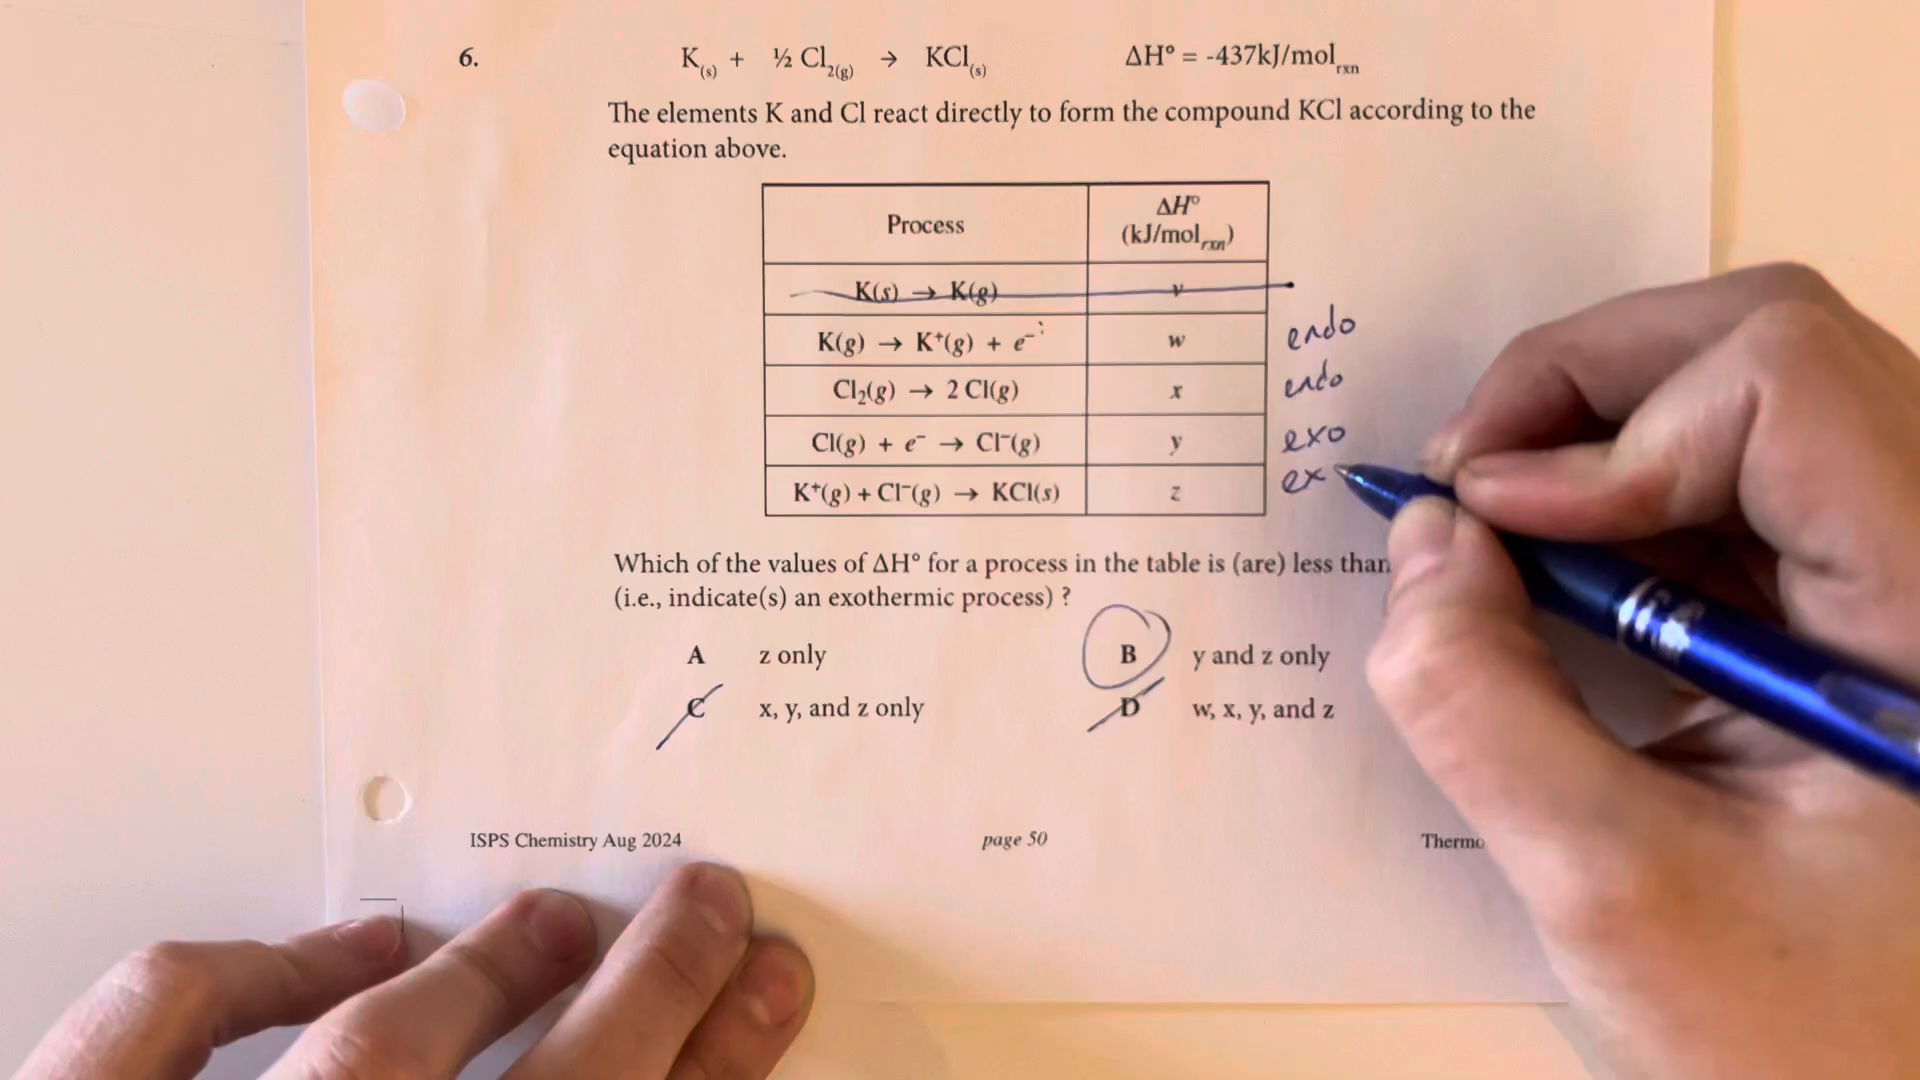 6. K(s) + ½ Cl2(g) → KCl(s) ΔH° = -437kJ/molrxn
The elements K and Cl react directly to form the compound KCl according to the
equation above.
Process ΔH° (kJ/molrxn)
K(s) → K(g) v
K(g) → K⁺(g) + e⁻ w endo
Cl₂(g) → 2 Cl(g) x endo
Cl(g) + e⁻ → Cl⁻(g) y exo
K⁺(g) + Cl⁻(g) → KCl(s) z ex
Which of the values of ΔH° for a process in the table is (are) less than
(i.e., indicate(s) an exothermic process) ?
A z only B y and z only
C x, y, and z only D w, x, y, and z
ISPS Chemistry Aug 2024 page 50 Thermo